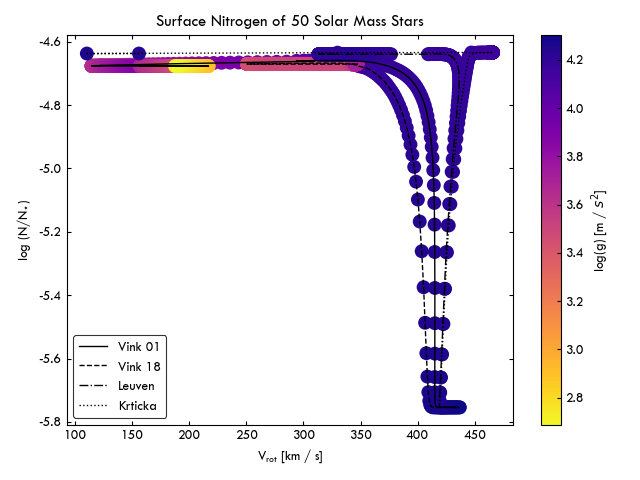 Surface Nitrogen of 50 Solar Mass Stars
-4.6
-4.8
-5.0
-5.2
-5.4
-5.6
-5.8
log (N/N*)
100 150 200 250 300 350 400 450
V_rot [km / s]
Vink 01
Vink 18
Leuven
Krticka
4.2
4.0
3.8
3.6
3.4
3.2
3.0
2.8
log(g) [m / s²]